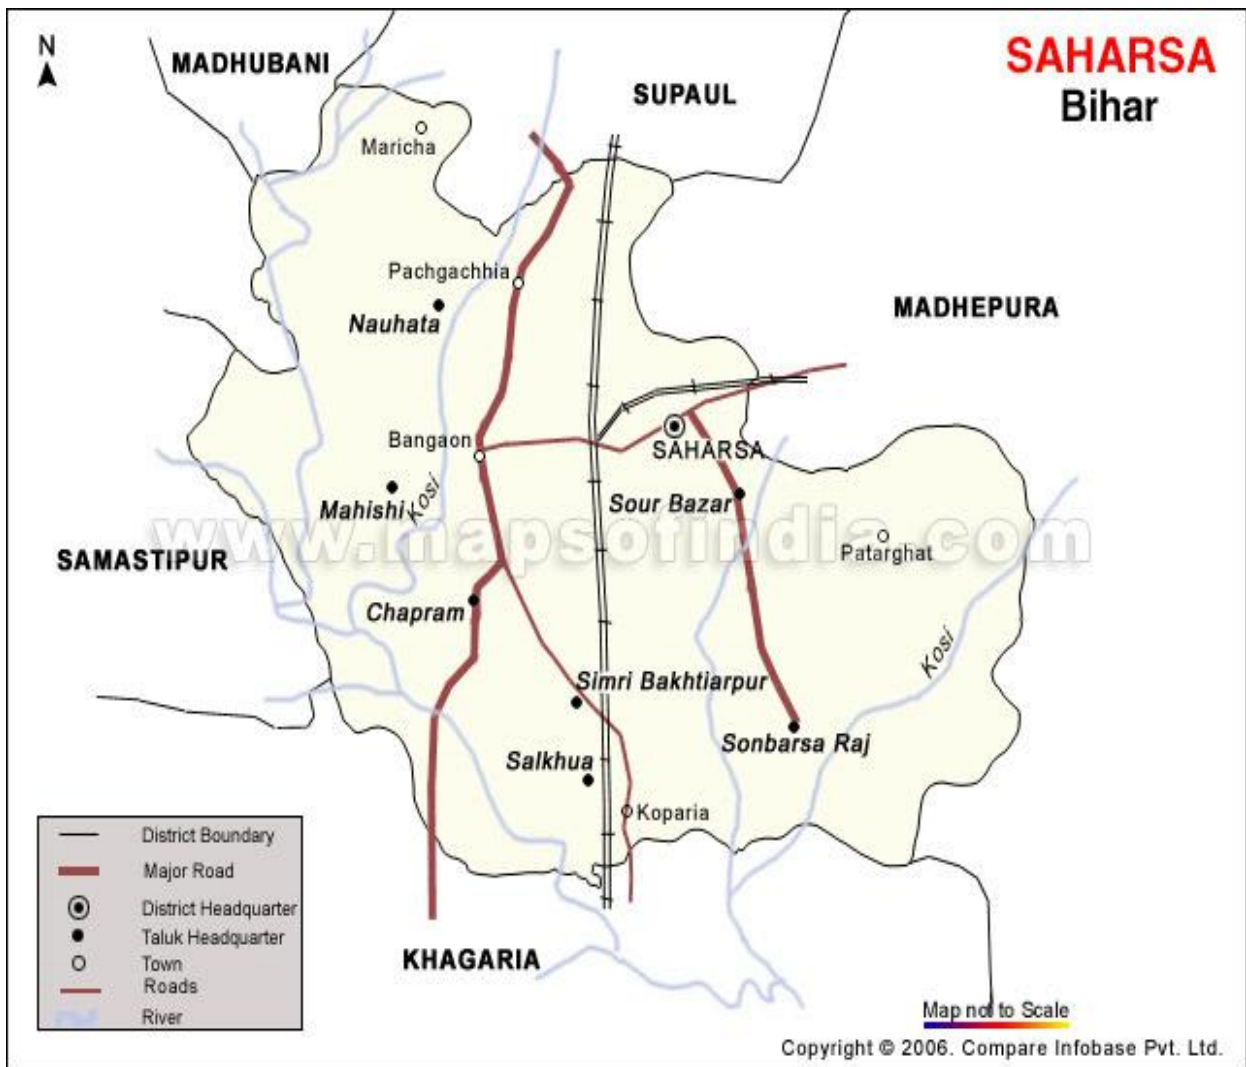 N
SAHARSA
Bihar
MADHUBANI
SUPAUL
Maricha
Pachgachhia
Nauhata
MADHEPURA
Bangaon
SAHARSA
Mahishi
Kosi
Sour Bazar
www.mapsofindia.com
Patarghat
SAMASTIPUR
Chapram
Kosi
Simri Bakhtiarpur
Sonbarsa Raj
Salkhua
Koparia
District Boundary
Major Road
District Headquarter
Taluk Headquarter
Town
Roads
River
KHAGARIA
Map not to Scale
Copyright © 2006. Compare Infobase Pvt. Ltd.